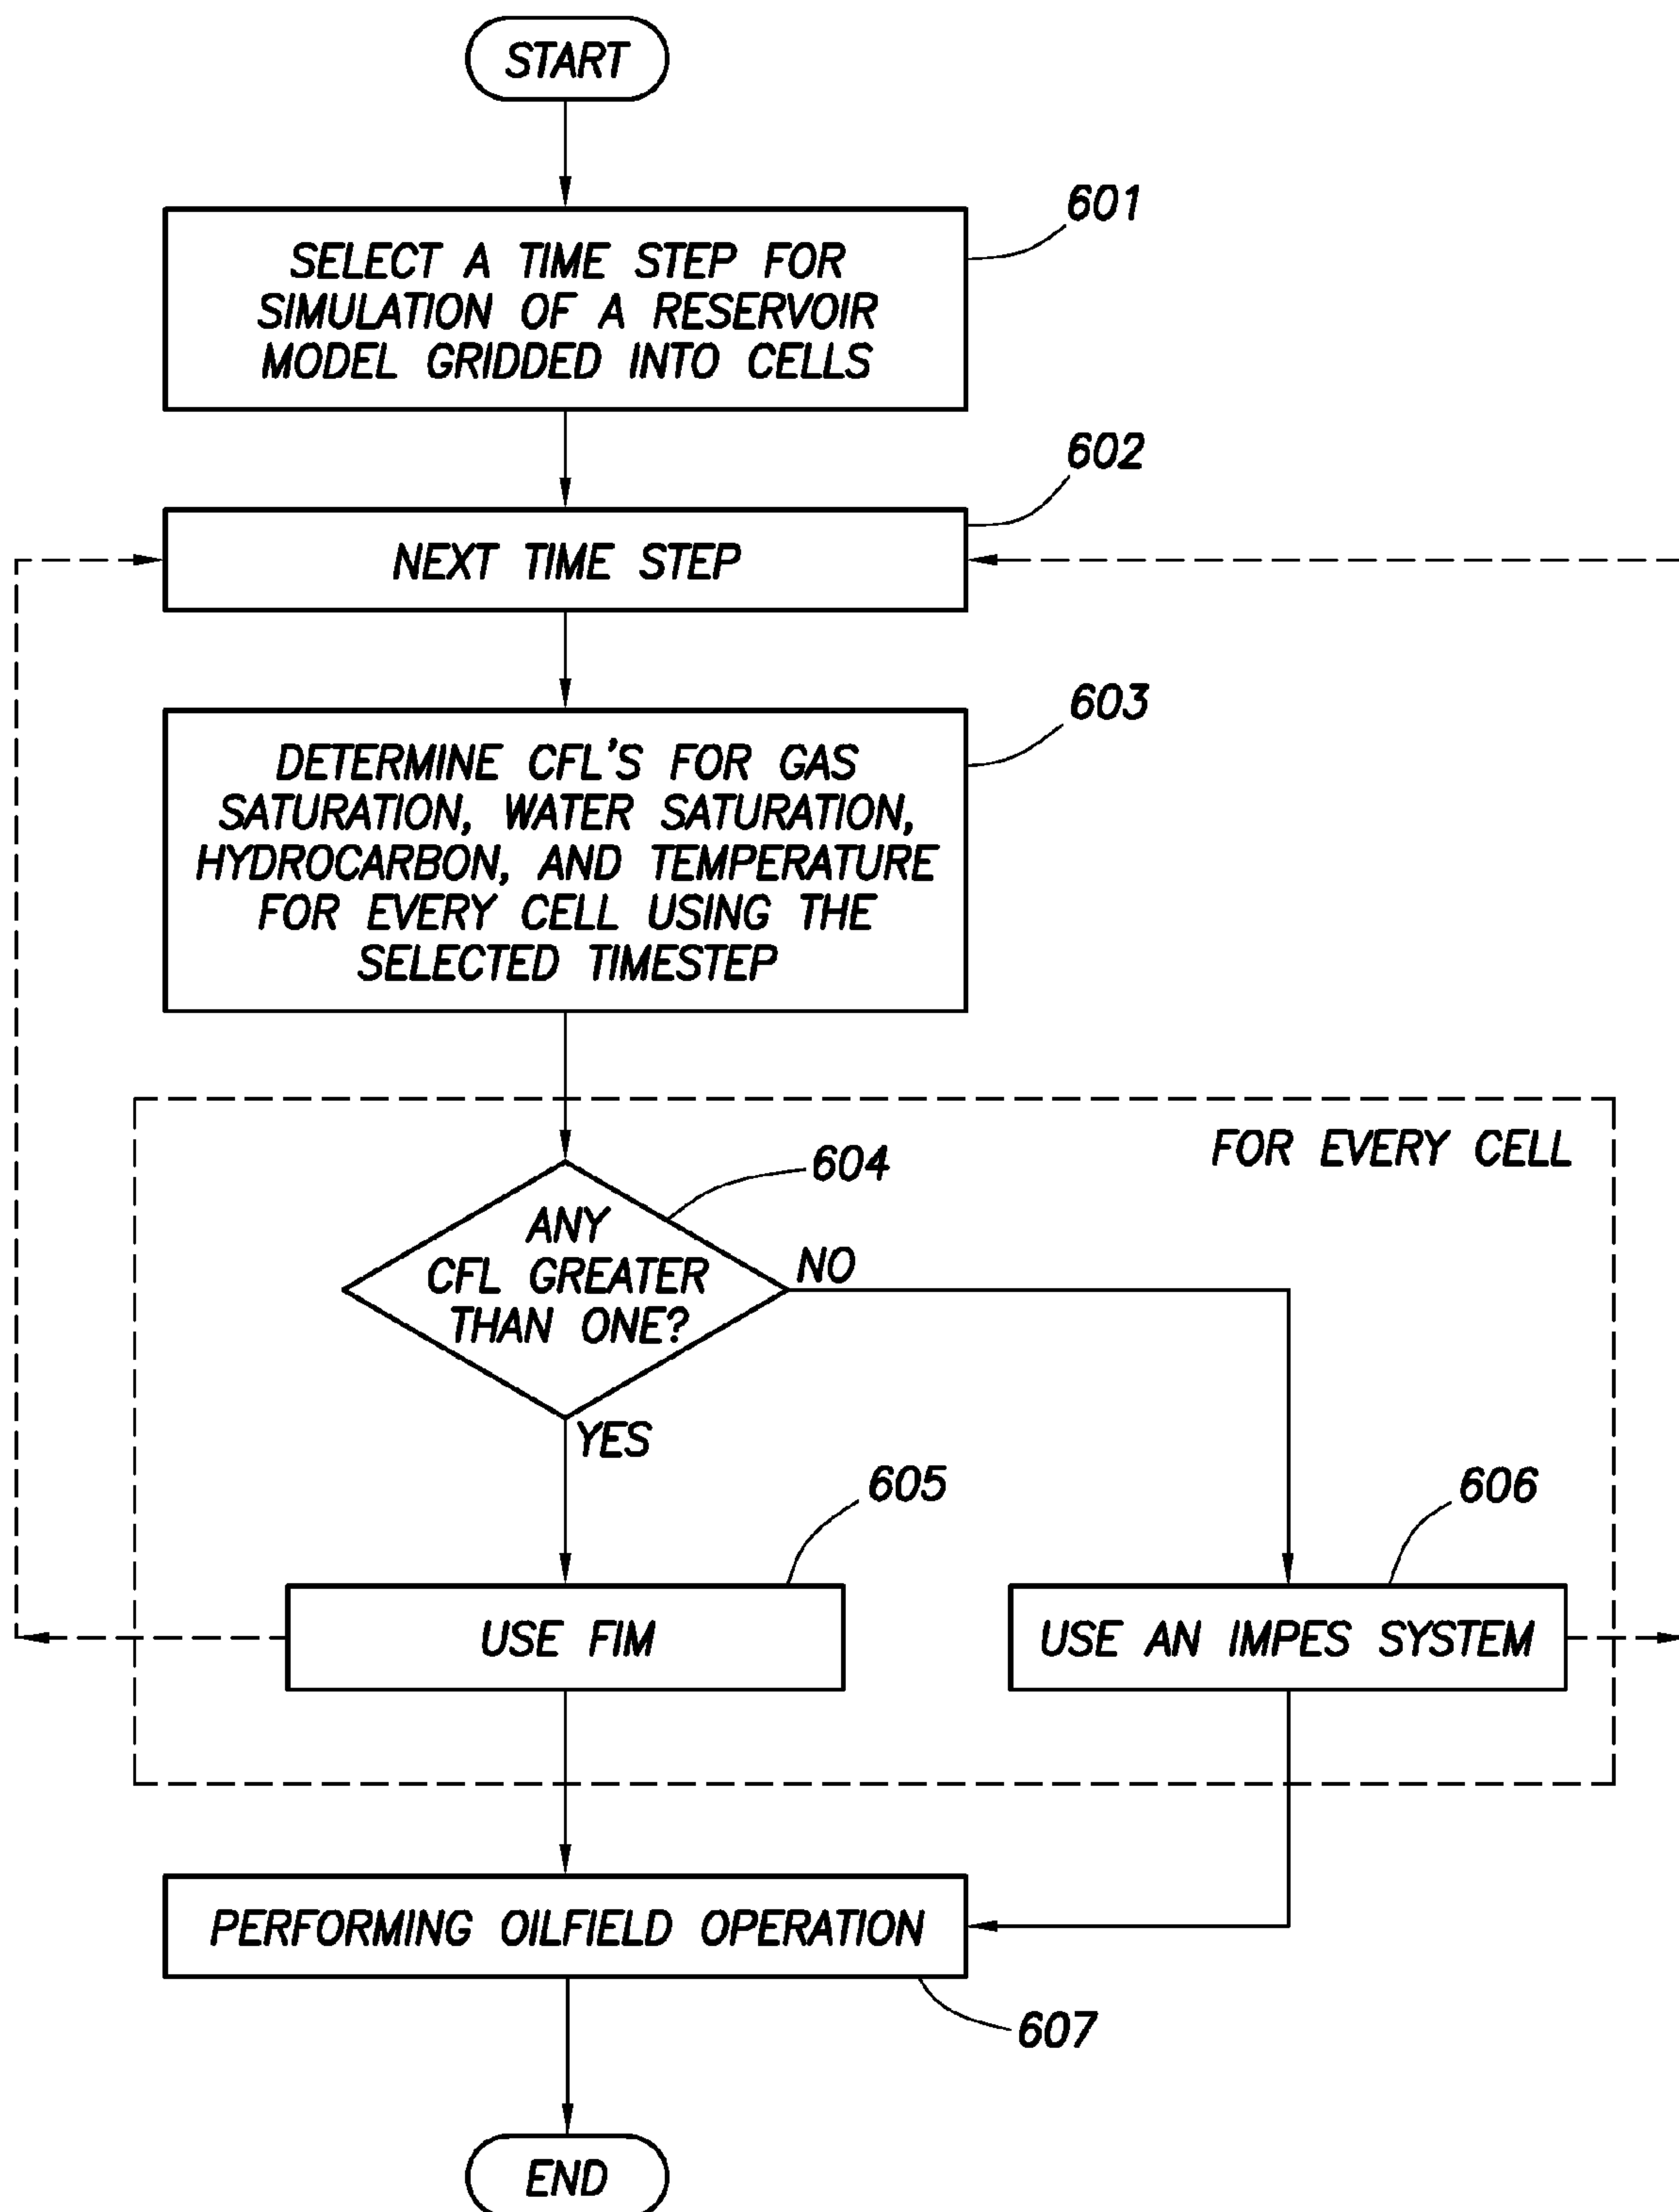 START
601
SELECT A TIME STEP FOR
SIMULATION OF A RESERVOIR
MODEL GRIDDED INTO CELLS
602
NEXT TIME STEP
603
DETERMINE CFL'S FOR GAS
SATURATION, WATER SATURATION,
HYDROCARBON, AND TEMPERATURE
FOR EVERY CELL USING THE
SELECTED TIMESTEP
FOR EVERY CELL
604
ANY
CFL GREATER
THAN ONE?
NO
YES
605
USE FIM
606
USE AN IMPES SYSTEM
PERFORMING OILFIELD OPERATION
607
END